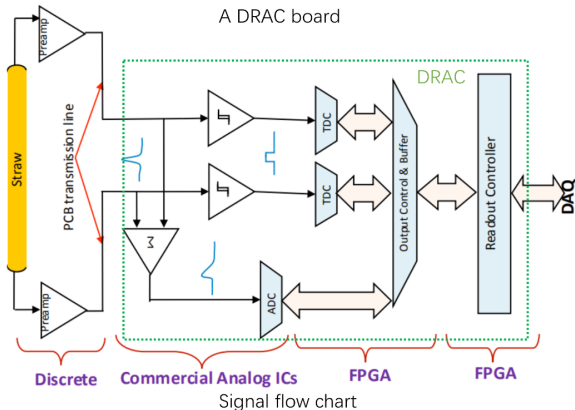 A DRAC board
Preamp
DRAC
PCB transmission line
Straw
TDC
TDC
Output Control & Buffer
Readout Controller
DAQ
Σ
ADC
Preamp
Discrete
Commercial Analog ICs
FPGA
FPGA
Signal flow chart